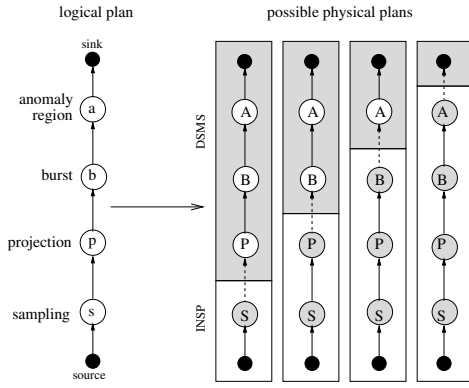 logical plan
possible physical plans
sink
anomaly
region
a
burst
b
projection
p
sampling
s
source
DSMS
INSP
A
B
P
S
A
B
P
S
A
B
P
S
A
B
P
S